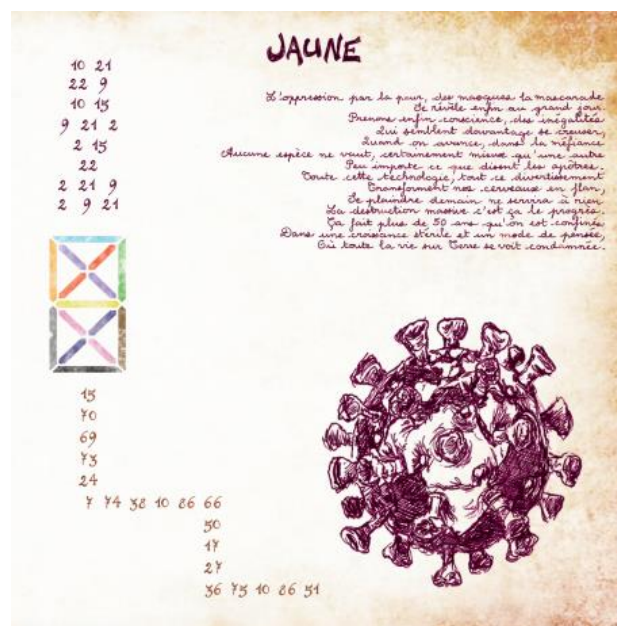 JAUNE
10 21
22 9
10 15
9 21 2
2 15
22
2 21 9
2 9 21
L'oppression par la peur, des masques la mascarade
Se révèle enfin au grand jour.
Prenons enfin conscience, des inégalités
Qui semblent davantage se creuser,
Quand on avance, dans la méfiance
Aucune espèce ne vaut, certainement mieux qu'une autre
Peu importe ce que disent les apôtres.
Toute cette technologie, tout ce divertissement
Transforment nos cerveaux en flan,
Se plaindre demain ne servira à rien
La destruction massive c'est ça le progrès.
Ça fait plus de 50 ans qu'on est confinés
Dans une croissance stérile et un mode de pensée,
Où toute la vie sur Terre se voit condamnée.
15
70
69
73
24
7 74 38 10 26 66
50
17
27
36 75 10 26 51